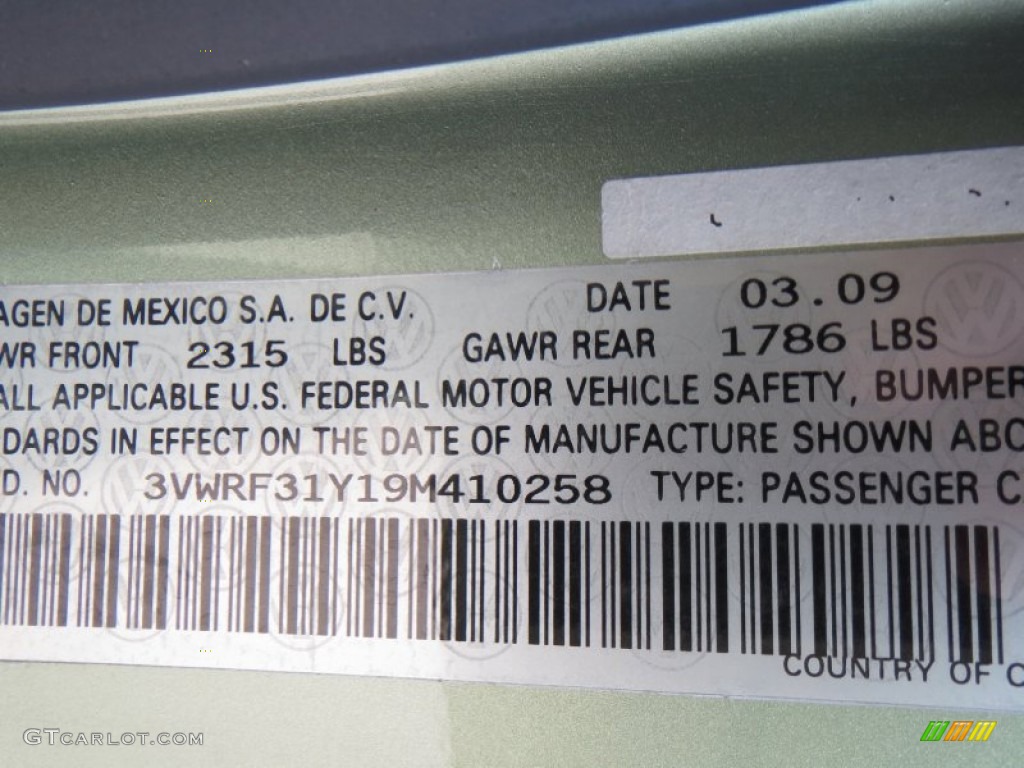 AGEN DE MEXICO S.A. DE C.V. DATE 03.09
WR FRONT 2315 LBS GAWR REAR 1786 LBS
ALL APPLICABLE U.S. FEDERAL MOTOR VEHICLE SAFETY, BUMPER
DARDS IN EFFECT ON THE DATE OF MANUFACTURE SHOWN ABO
D. NO. 3VWRF31Y19M410258 TYPE: PASSENGER C
COUNTRY OF
GTCARLOT.COM